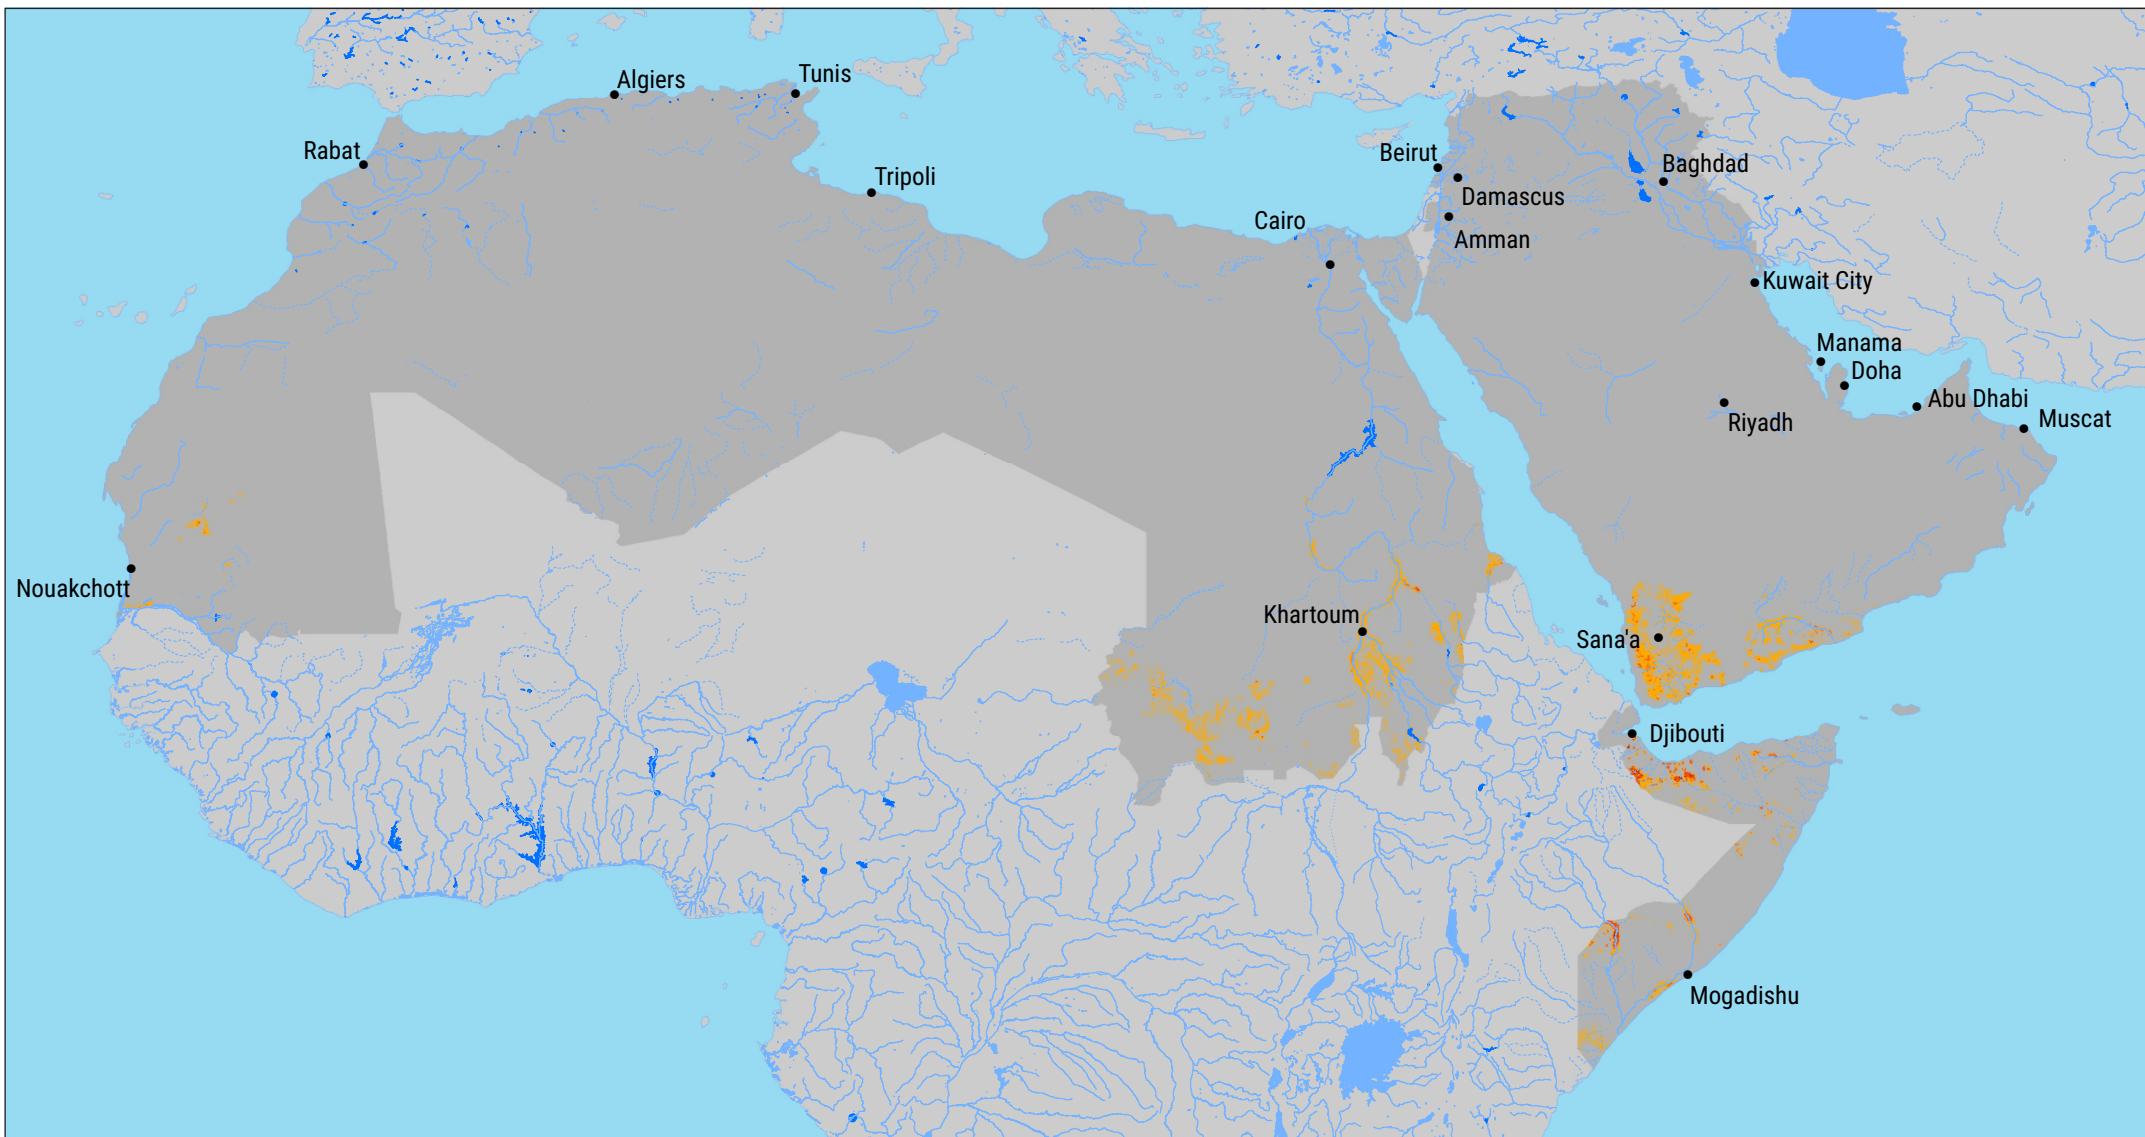 Algiers
Tunis
Rabat
Tripoli
Beirut
Damascus
Baghdad
Cairo
Amman
Kuwait City
Manama
Doha
Abu Dhabi
Riyadh
Muscat
Nouakchott
Khartoum
Sana'a
Djibouti
Mogadishu